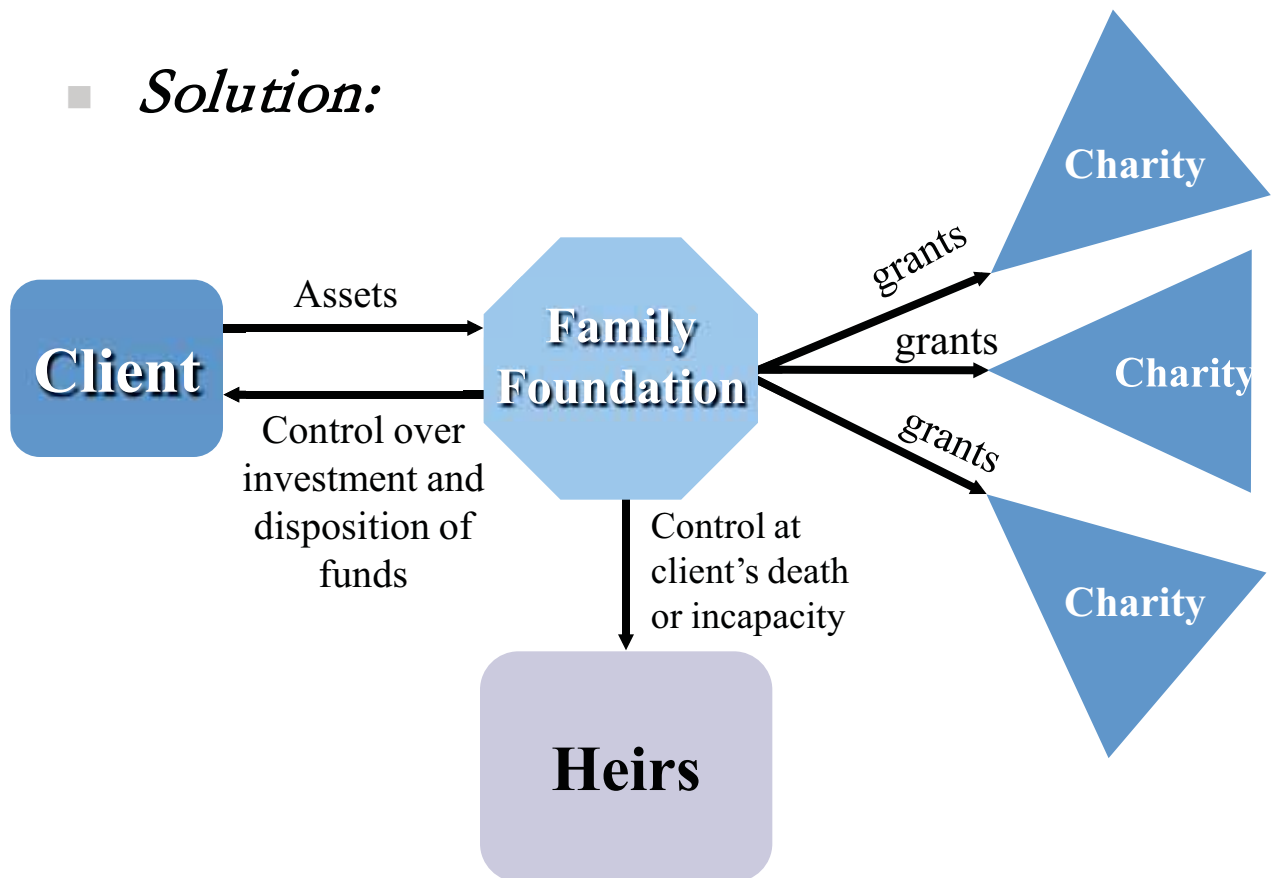 Solution:
Client
Assets
Control over
investment and
disposition of
funds
Family
Foundation
grants
Charity
grants
Charity
grants
Charity
Control at
client's death
or incapacity
Heirs